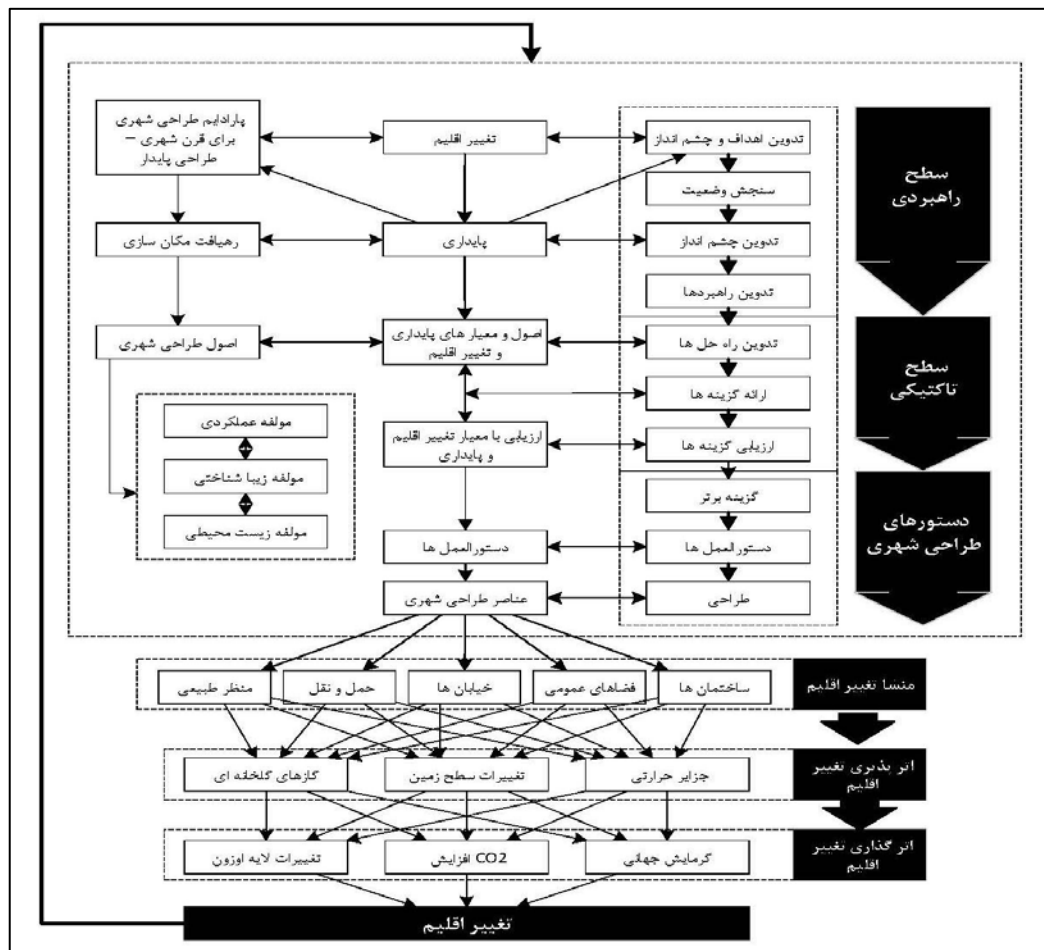 سطح
راهبردی
تدوین اهداف و چشم انداز
تغییر اقلیم
پارادایم طراحی شهری
برای قرن شهری –
طراحی پایدار
سنجش وضعیت
تدوین چشم انداز
پایداری
رهیافت مکان سازی
تدوین راهبردها
سطح
تاکتیکی
تدوین راه حل ها
اصول و معیار های پایداری
و تغییر اقلیم
اصول طراحی شهری
ارائه گزینه ها
ارزیابی گزینه ها
ارزیابی با معیار تغییر اقلیم
و پایداری
مولفه عملکردی
مولفه زیبا شناختی
مولفه زیست محیطی
دستورهای
طراحی شهری
گزینه برتر
دستورالعمل ها
دستورالعمل ها
طراحی
عناصر طراحی شهری
منشا تغییر اقلیم
ساختمان ها
فضاهای عمومی
خیابان ها
حمل و نقل
منظر طبیعی
اثر پذیری تغییر
اقلیم
جزایر حرارتی
تغییرات سطح زمین
گازهای گلخانه ای
اثر گذاری تغییر
اقلیم
گرمایش جهانی
افزایش CO2
تغییرات لایه اوزون
تغییر اقلیم